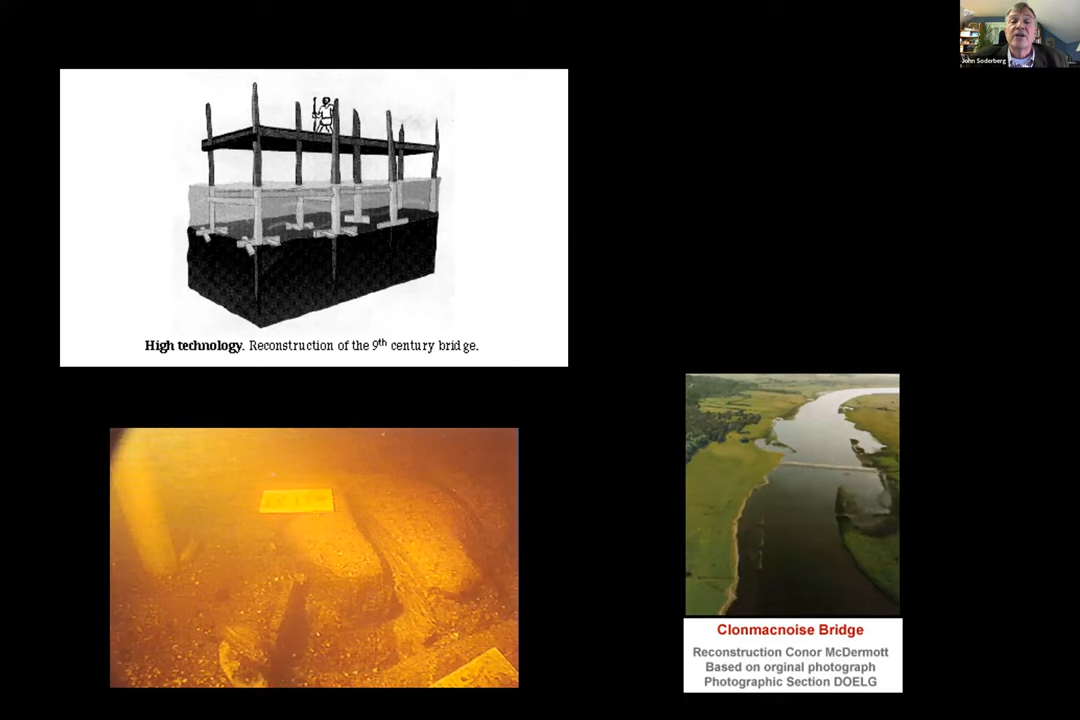 John Soderberg
High technology. Reconstruction of the 9th century bridge.
Clonmacnoise Bridge
Reconstruction Conor McDermott
Based on orginal photograph
Photographic Section DOELG